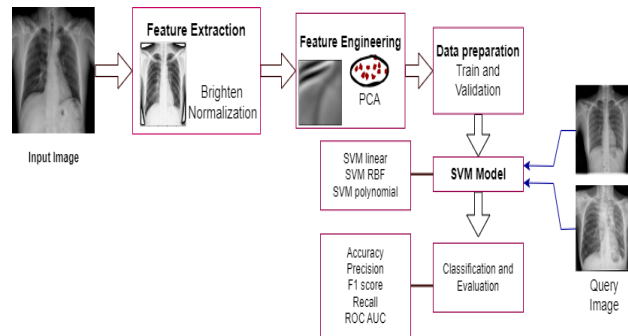 Input Image
Feature Extraction
Brighten
Normalization
Feature Engineering
PCA
Data preparation
Train and
Validation
SVM linear
SVM RBF
SVM polynomial
SVM Model
Accuracy
Precision
F1 score
Recall
ROC AUC
Classification and
Evaluation
Query
Image